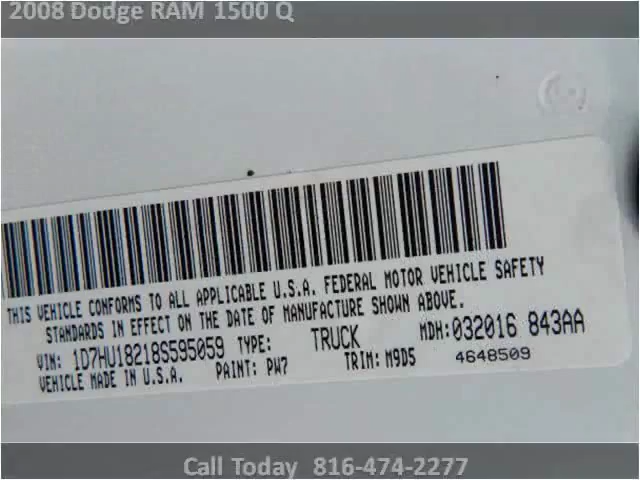 2008 Dodge RAM 1500 Q
THIS VEHICLE CONFORMS TO ALL APPLICABLE U.S.A. FEDERAL MOTOR VEHICLE SAFETY
STANDARDS IN EFFECT ON THE DATE OF MANUFACTURE SHOWN ABOVE.
VIN: 1D7HU18218S595059 TYPE: TRUCK MDH:032016 843AA
VEHICLE MADE IN U.S.A. PAINT: PW7 TRIM: M9D5 4648509
Call Today 816-474-2277